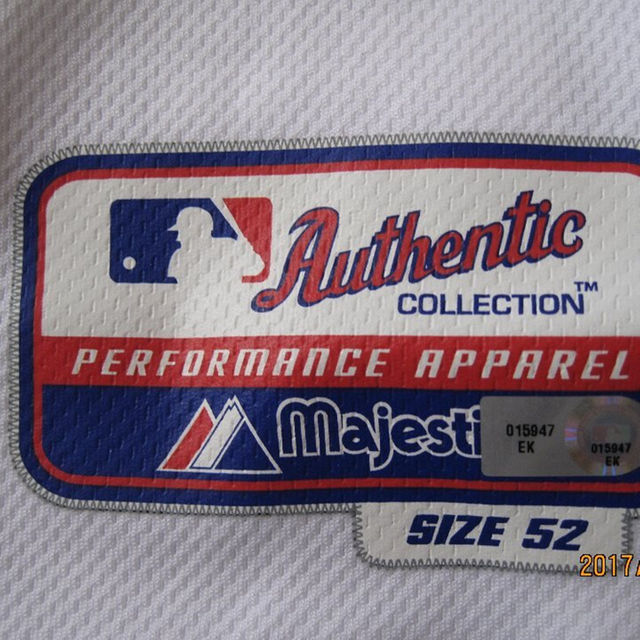 Authentic
COLLECTION™
PERFORMANCE APPAREL
Majesti
015947
EK
015947
EK
SIZE 52
2017